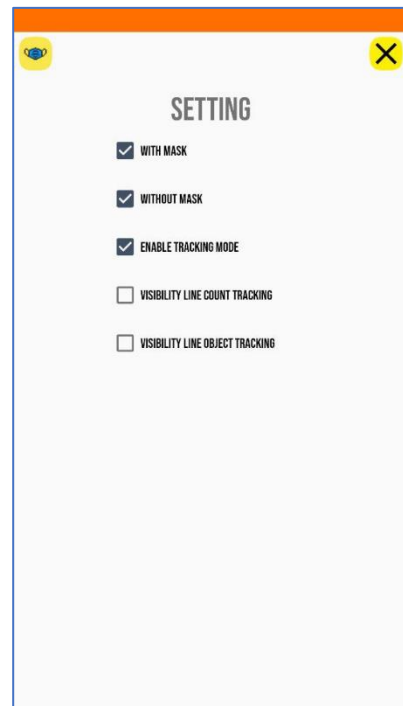 SETTING
WITH MASK
WITHOUT MASK
ENABLE TRACKING MODE
VISIBILITY LINE COUNT TRACKING
VISIBILITY LINE OBJECT TRACKING